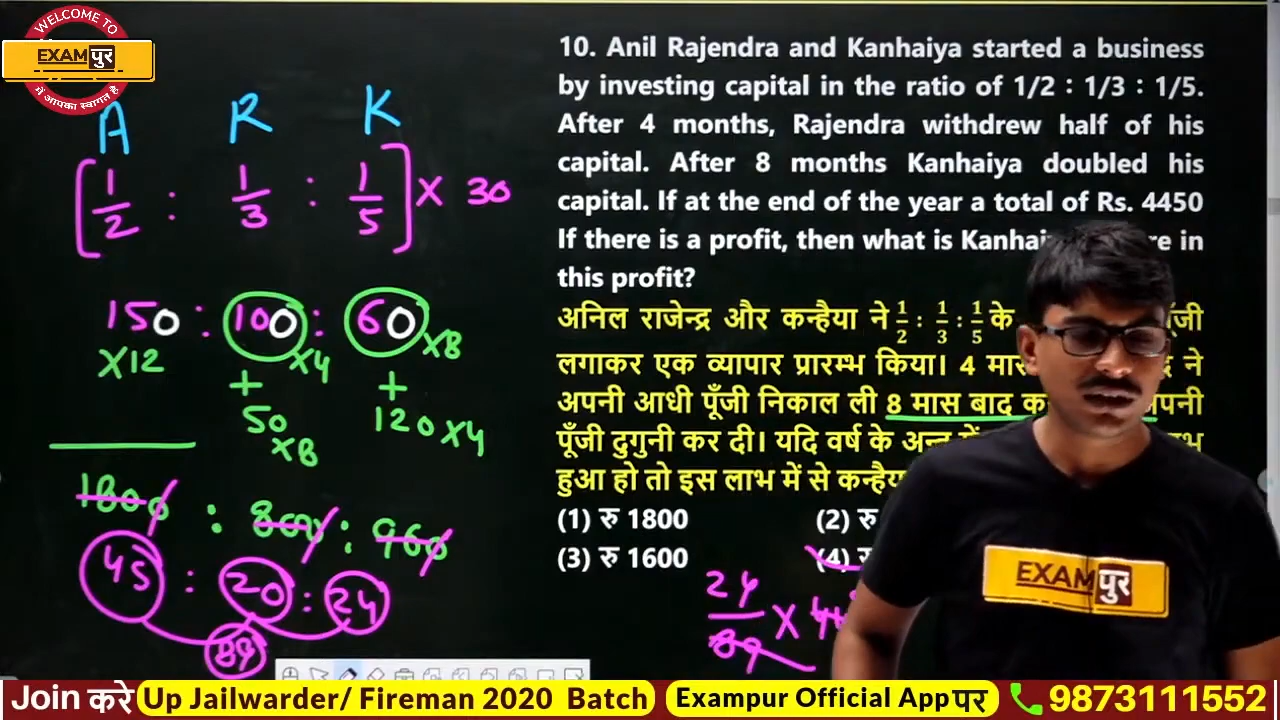 WELCOME TO
EXAMपुर
में आपका स्वागत है
10. Anil Rajendra and Kanhaiya started a business
by investing capital in the ratio of 1/2 : 1/3 : 1/5.
After 4 months, Rajendra withdrew half of his
capital. After 8 months Kanhaiya doubled his
capital. If at the end of the year a total of Rs. 4450
If there is a profit, then what is in
this profit?
अनिल राजेन्द्र और कन्हैया ने 1/2 : 1/3 : 1/5 के
लगाकर एक व्यापार प्रारम्भ किया। 4 ने
अपनी आधी पूँजी निकाल ली 8 मास बाद
पूँजी दुगुनी कर दी। यदि वर्ष के अन्त
हुआ हो तो इस लाभ में से
(1) रु 1800 (2) रु
(3) रु 1600 (4)
A R K
[1/2 : 1/3 : 1/5] X 30
150 : 100 : 60
X12 X4 X8
+ +
50 120 X4
X8
1800 : 800 : 960
45 : 20 : 24
89
24/89 X
EXAMपुर
Join करे Up Jailwarder/ Fireman 2020 Batch Exampur Official App पर 9873111552